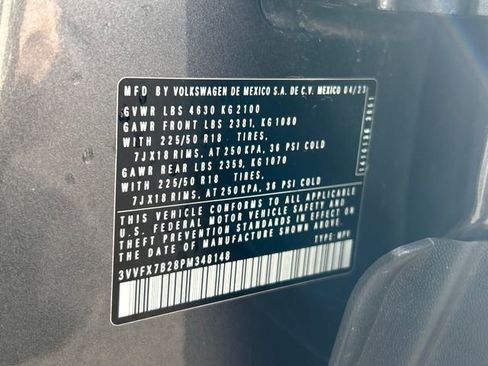 MFD BY VOLKSWAGEN DE MEXICO S.A. DE C.V. MEXICO 04/23
GVWR LBS 4630 KG 2100
GAWR FRONT LBS 2381, KG 1080
WITH 225/50 R18 TIRES,
7JX18 RIMS, AT 250 KPA, 36 PSI COLD
GAWR REAR LBS 2359, KG 1070
WITH 225/50 R18 TIRES,
7JX18 RIMS, AT 250 KPA, 36 PSI COLD
THIS VEHICLE CONFORMS TO ALL APPLICABLE
U.S. FEDERAL MOTOR VEHICLE SAFETY AND
THEFT PREVENTION STANDARDS IN EFFECT ON
THE DATE OF MANUFACTURE SHOWN ABOVE
3VVFX7B28PM348148
TYPE: MPV